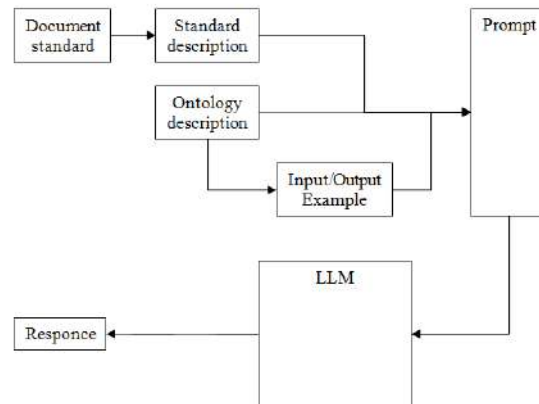 Document
standard
Standard
description
Prompt
Ontology
description
Input/Output
Example
LLM
Responce